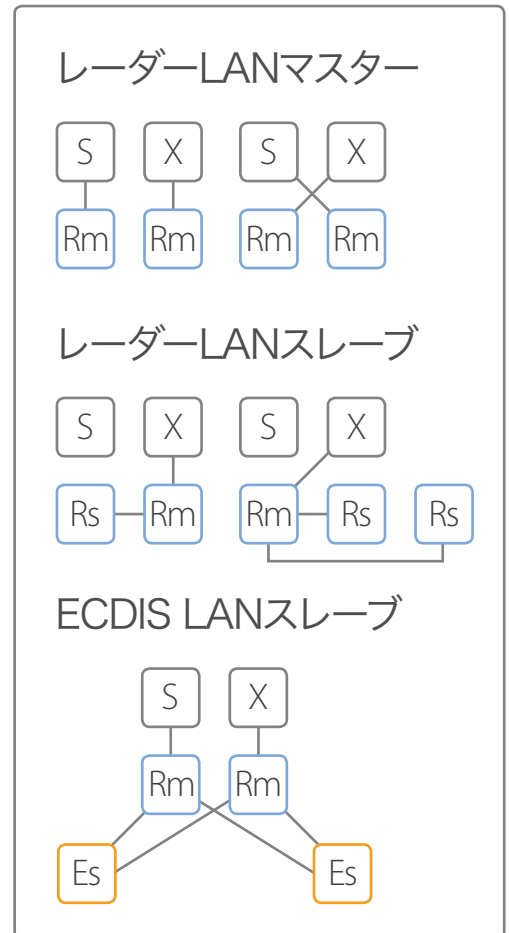 レーダーLANマスター
S X S X
Rm Rm Rm Rm
レーダーLANスレーブ
S X S X
Rs Rm Rm Rs Rs
ECDIS LANスレーブ
S X
Rm Rm
Es Es